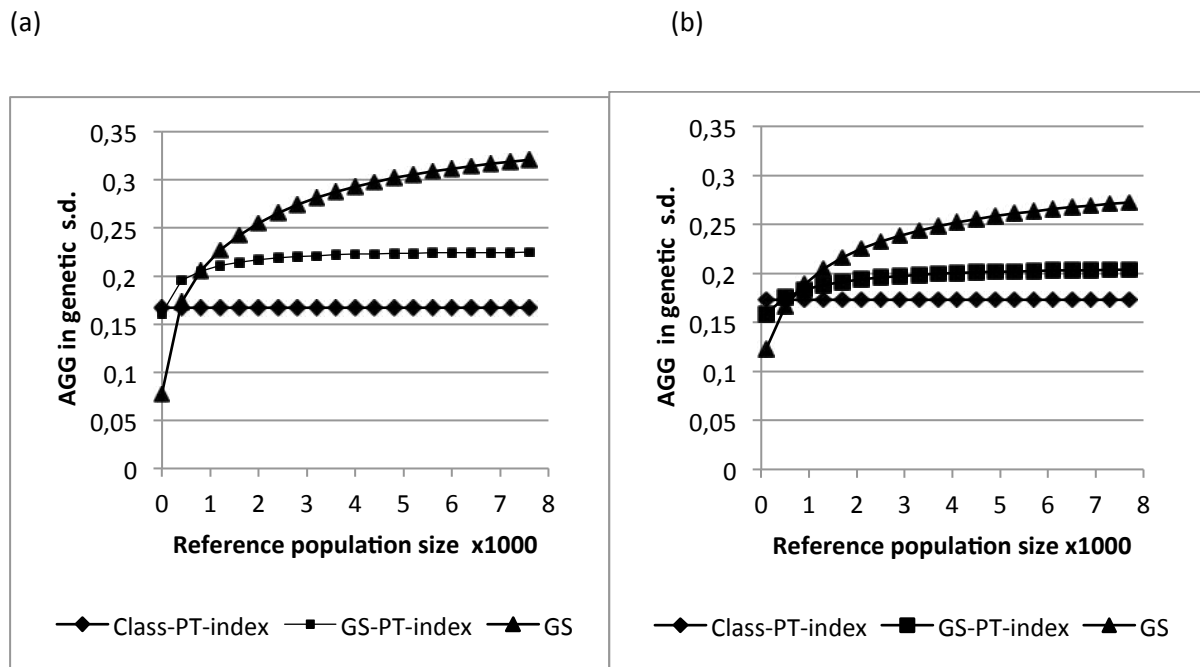 (a)
(b)
AGG in genetic s.d.
0,35
0,3
0,25
0,2
0,15
0,1
0,05
0
0 1 2 3 4 5 6 7 8
Reference population size x1000
Class-PT-index GS-PT-index GS
AGG in genetic s.d.
0,35
0,3
0,25
0,2
0,15
0,1
0,05
0
0 1 2 3 4 5 6 7 8
Reference population size x1000
Class-PT-index GS-PT-index GS